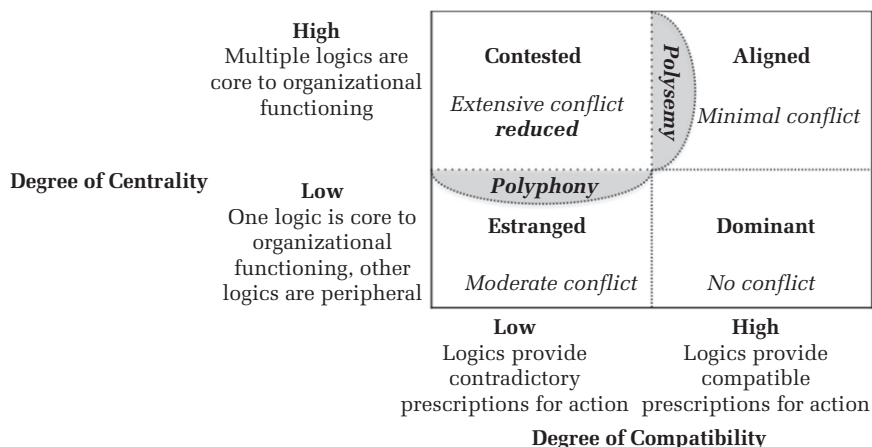 High
Multiple logics are
core to organizational
functioning
Contested
Extensive conflict
reduced
Polysemy
Aligned
Minimal conflict
Degree of Centrality
Low
One logic is core to
organizational
functioning, other
logics are peripheral
Polyphony
Estranged
Moderate conflict
Dominant
No conflict
Low
Logics provide
contradictory
prescriptions for action
High
Logics provide
compatible
prescriptions for action
Degree of Compatibility